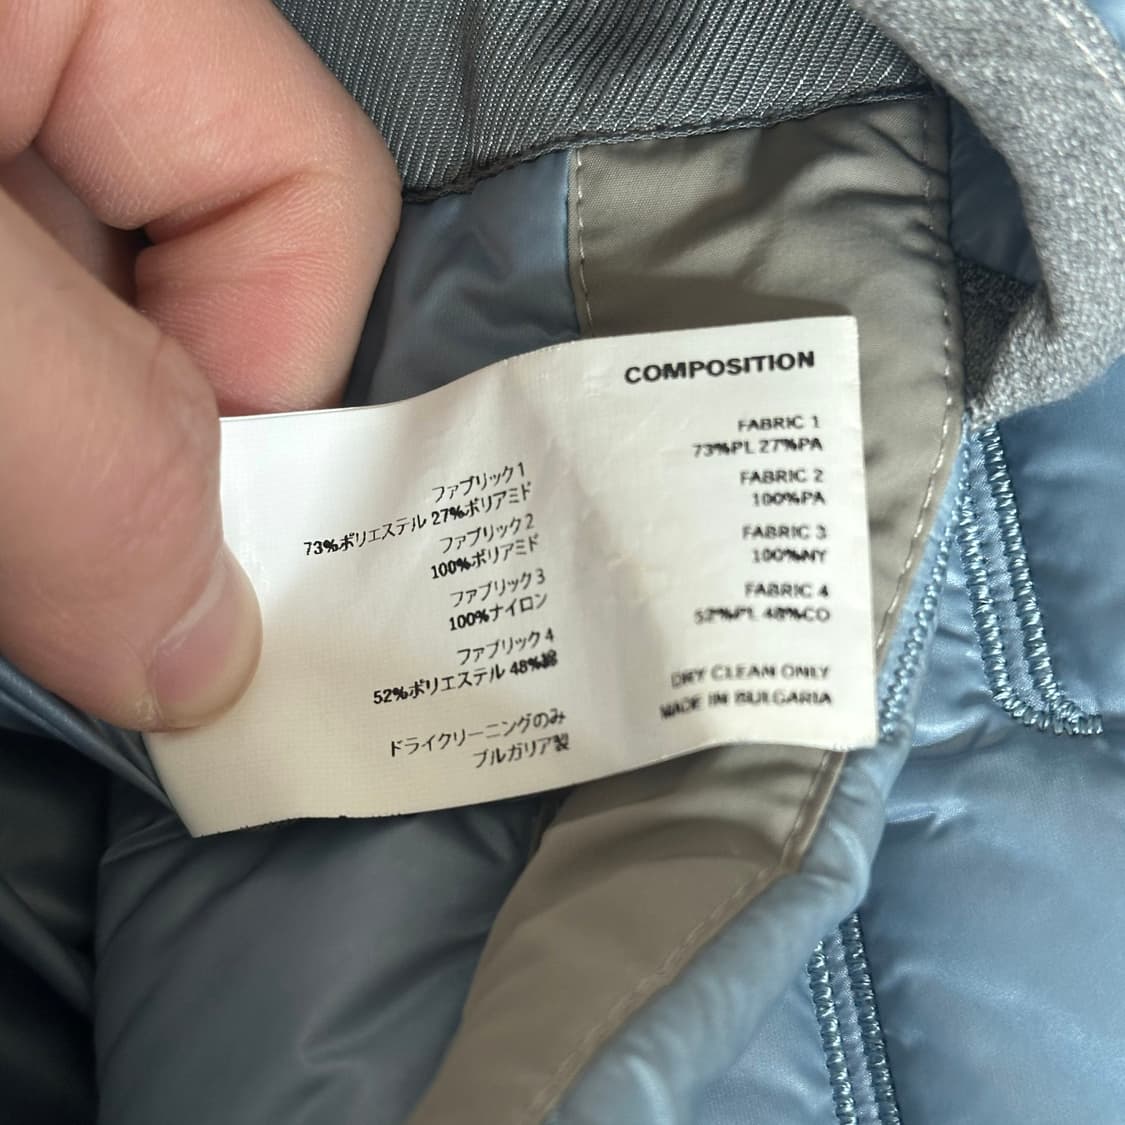 COMPOSITION
FABRIC 1
73%PL 27%PA
FABRIC 2
100%PA
FABRIC 3
100%NY
FABRIC 4
52%PL 48%CO
DRY CLEAN ONLY
MADE IN BULGARIA
ファブリック1
73%ポリエステル 27%ポリアミド
ファブリック2
100%ポリアミド
ファブリック3
100%ナイロン
ファブリック4
52%ポリエステル 48%綿
ドライクリーニングのみ
ブルガリア製